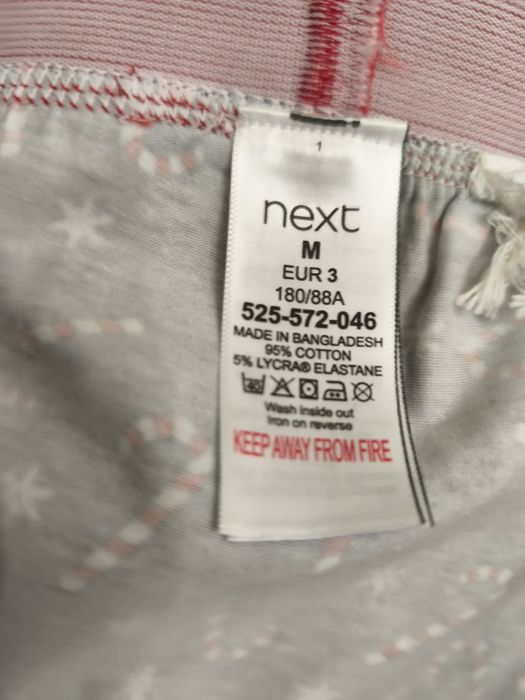 1
next
M
EUR 3
180/88A
525-572-046
MADE IN BANGLADESH
95% COTTON
5% LYCRA® ELASTANE
40
Wash inside out
Iron on reverse
KEEP AWAY FROM FIRE